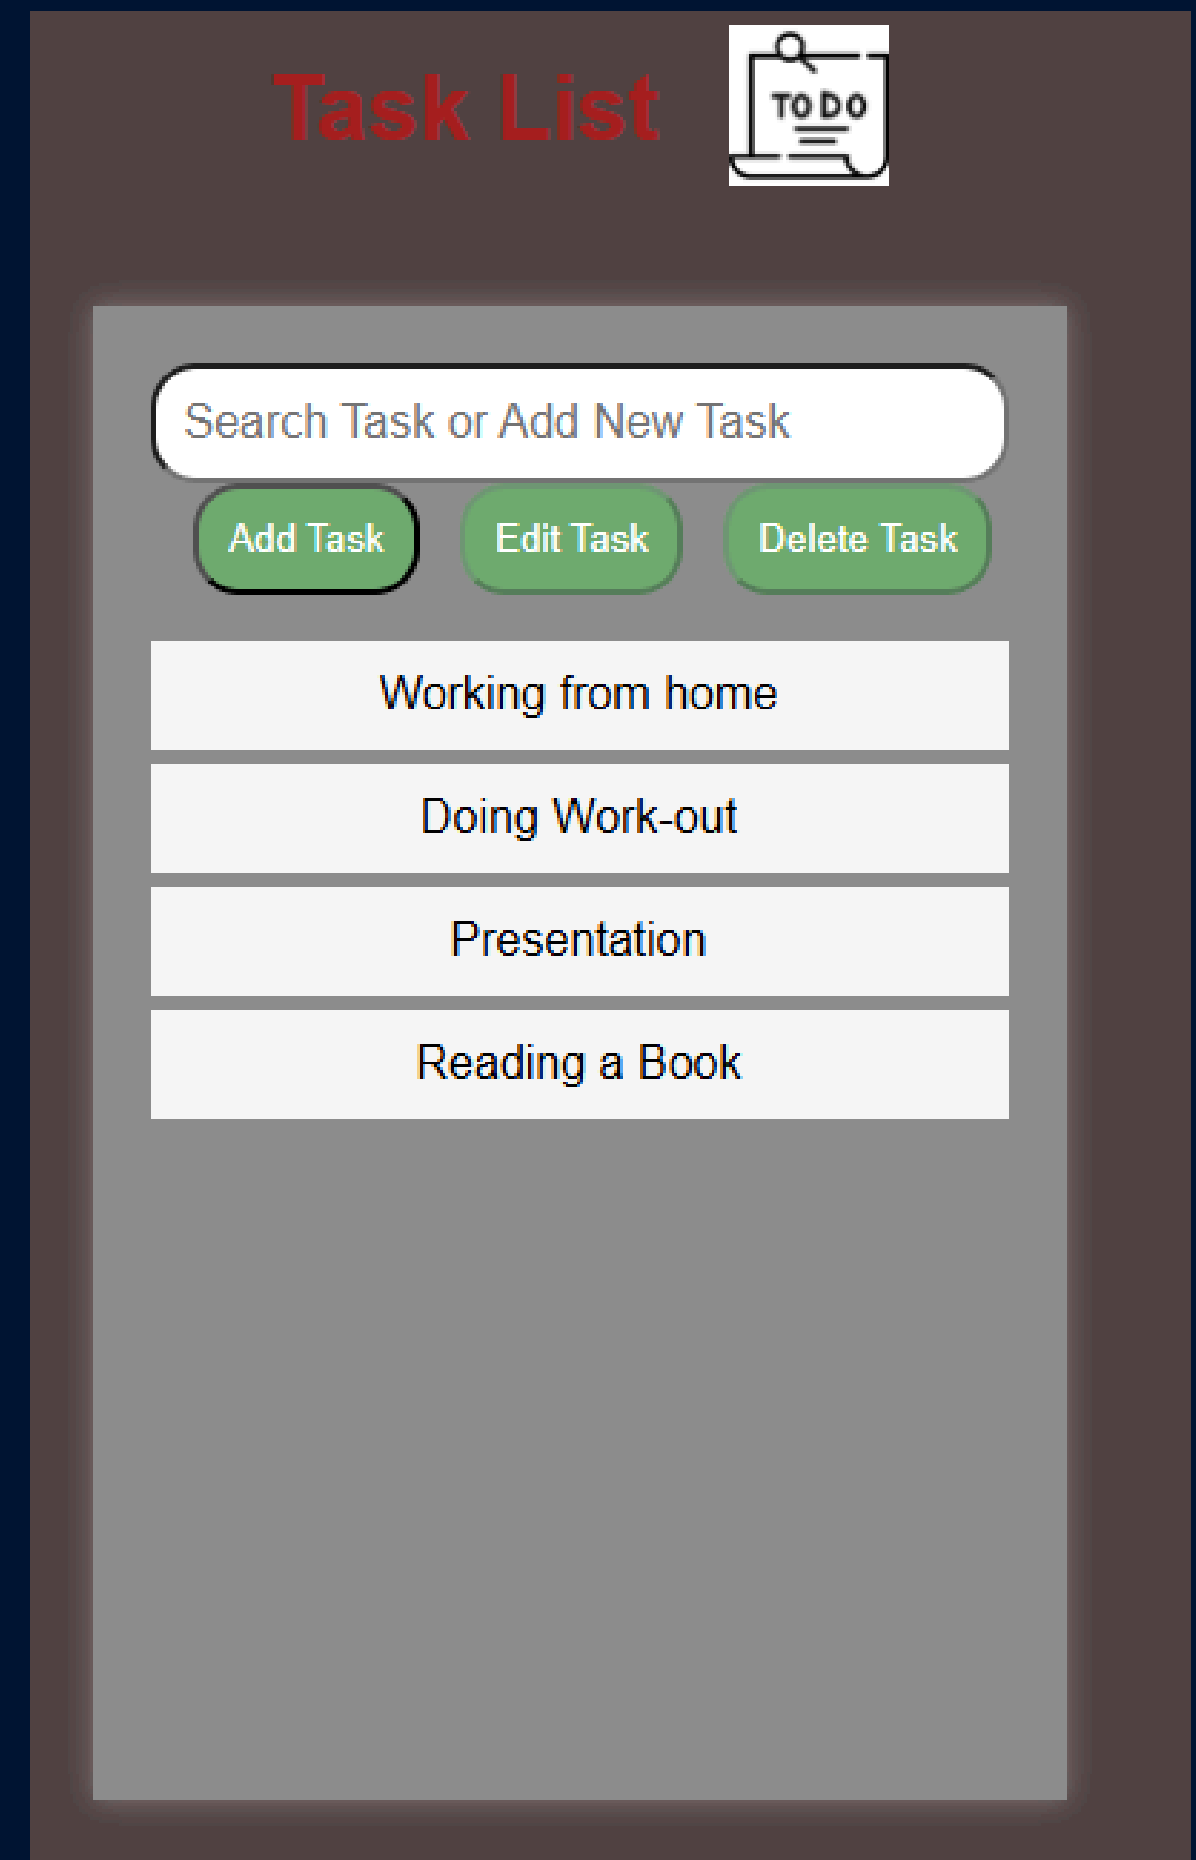 Task List
TO DO
Search Task or Add New Task
Add Task Edit Task Delete Task
Working from home
Doing Work-out
Presentation
Reading a Book